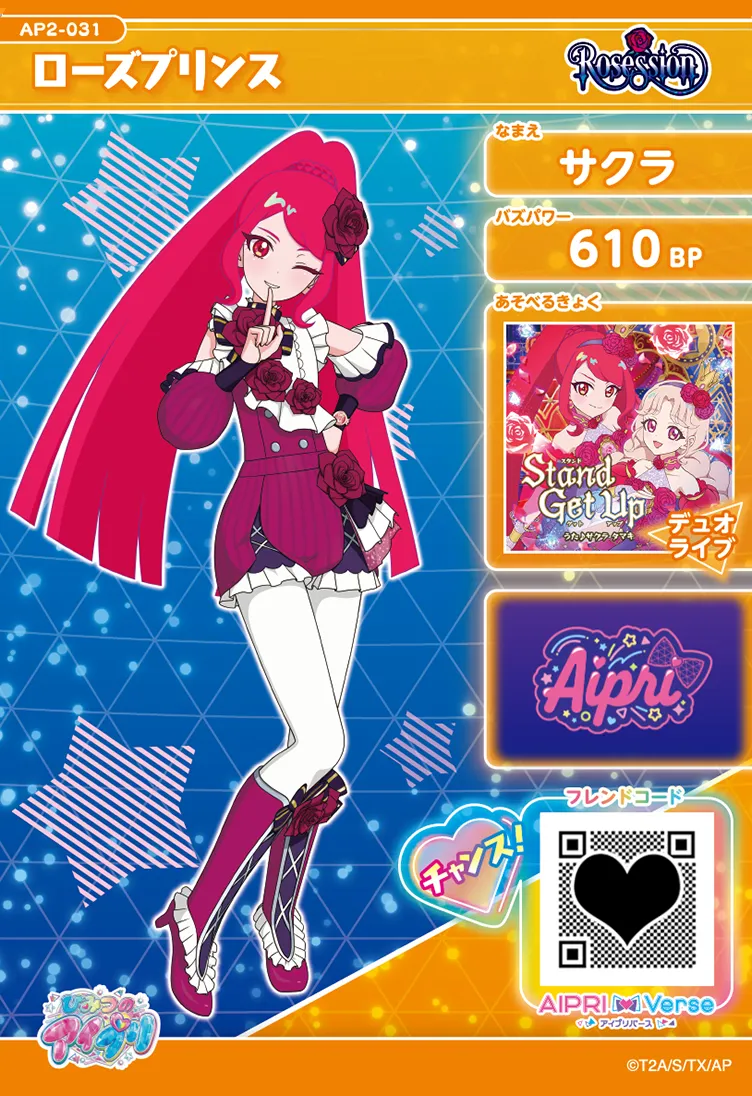 AP2-031
ローズプリンス
Rosession
なまえ
サクラ
バズパワー
610 BP
あそべるきょく
スタンド
Stand
Get Up
ゲット アップ
うた♪サクラ タマキ
デュオ
ライブ
Aipri
フレンドコード
チャンス!
AIPRI Verse
アイプリバース
ひみつの
アイプリ
©T2A/S/TX/AP